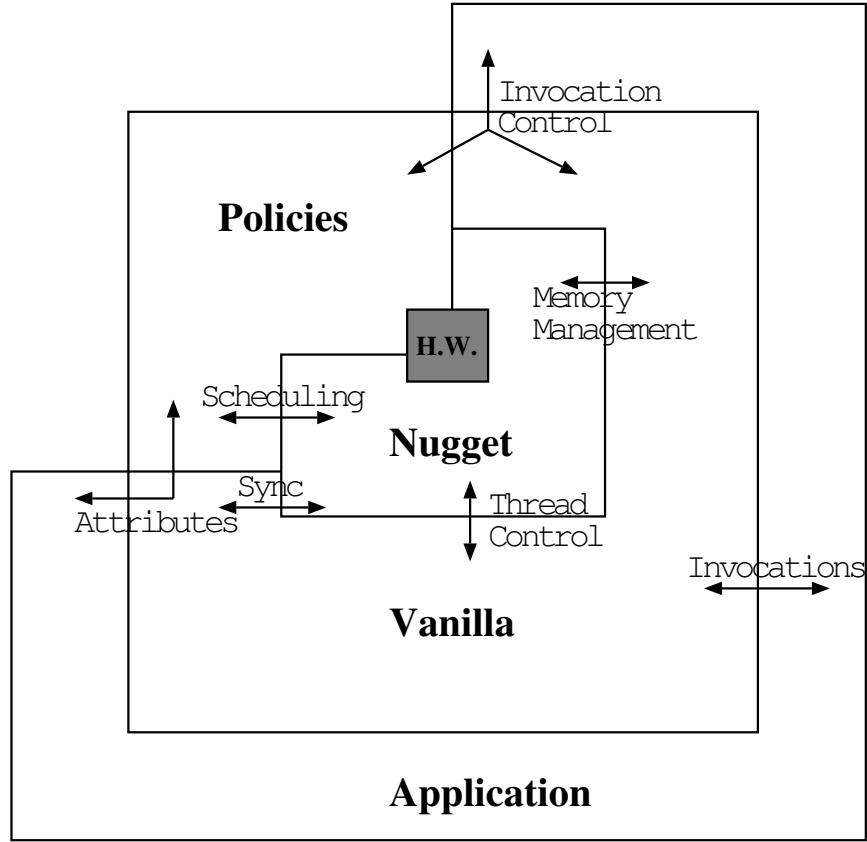 Invocation
Control
Policies
Memory
Management
H.W.
Scheduling
Nugget
Sync
Thread
Control
Attributes
Invocations
Vanilla
Application